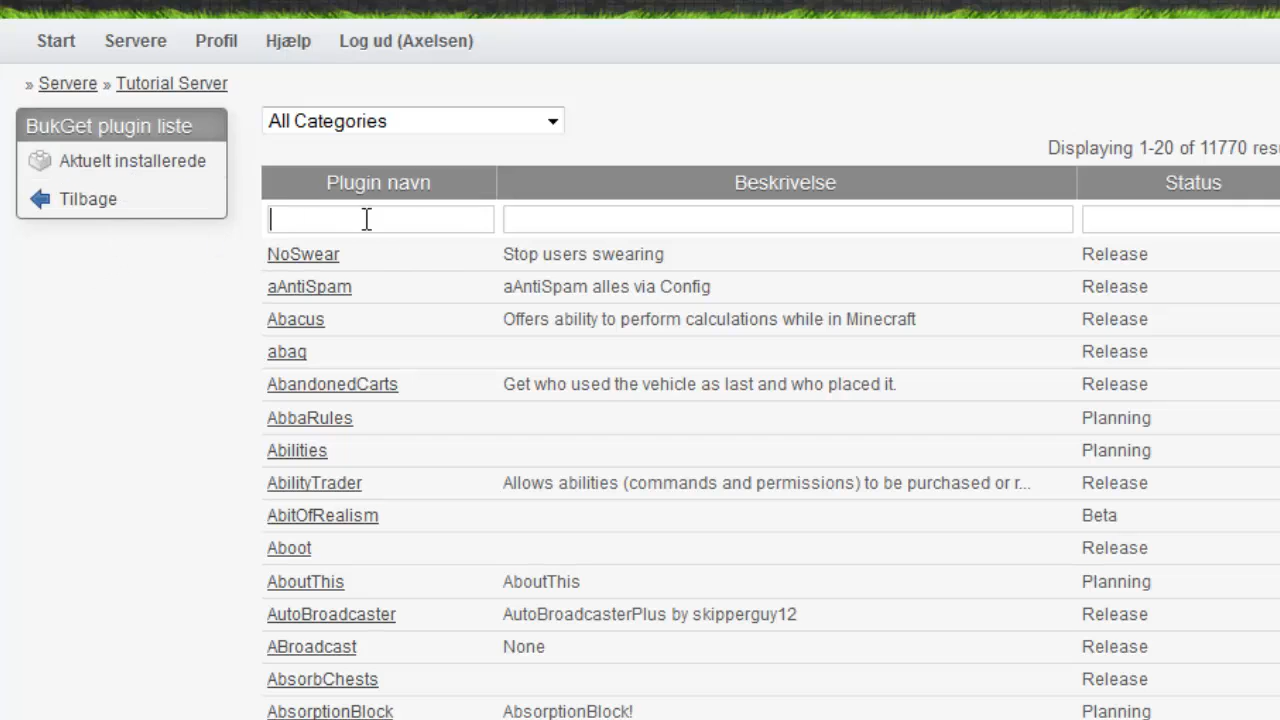 Start Servere Profil Hjælp Log ud (Axelsen)
» Servere » Tutorial Server
BukGet plugin liste
Aktuelt installerede
Tilbage
All Categories
Displaying 1-20 of 11770
Plugin navn Beskrivelse Status
NoSwear Stop users swearing Release
aAntiSpam aAntiSpam alles via Config Release
Abacus Offers ability to perform calculations while in Minecraft Release
abaq Release
AbandonedCarts Get who used the vehicle as last and who placed it. Release
AbbaRules Planning
Abilities Planning
AbilityTrader Allows abilities (commands and permissions) to be purchased or r... Release
AbitOfRealism Beta
Aboot Release
AboutThis AboutThis Planning
AutoBroadcaster AutoBroadcasterPlus by skipperguy12 Release
ABroadcast None Release
AbsorbChests Release
AbsorptionBlock AbsorptionBlock! Planning